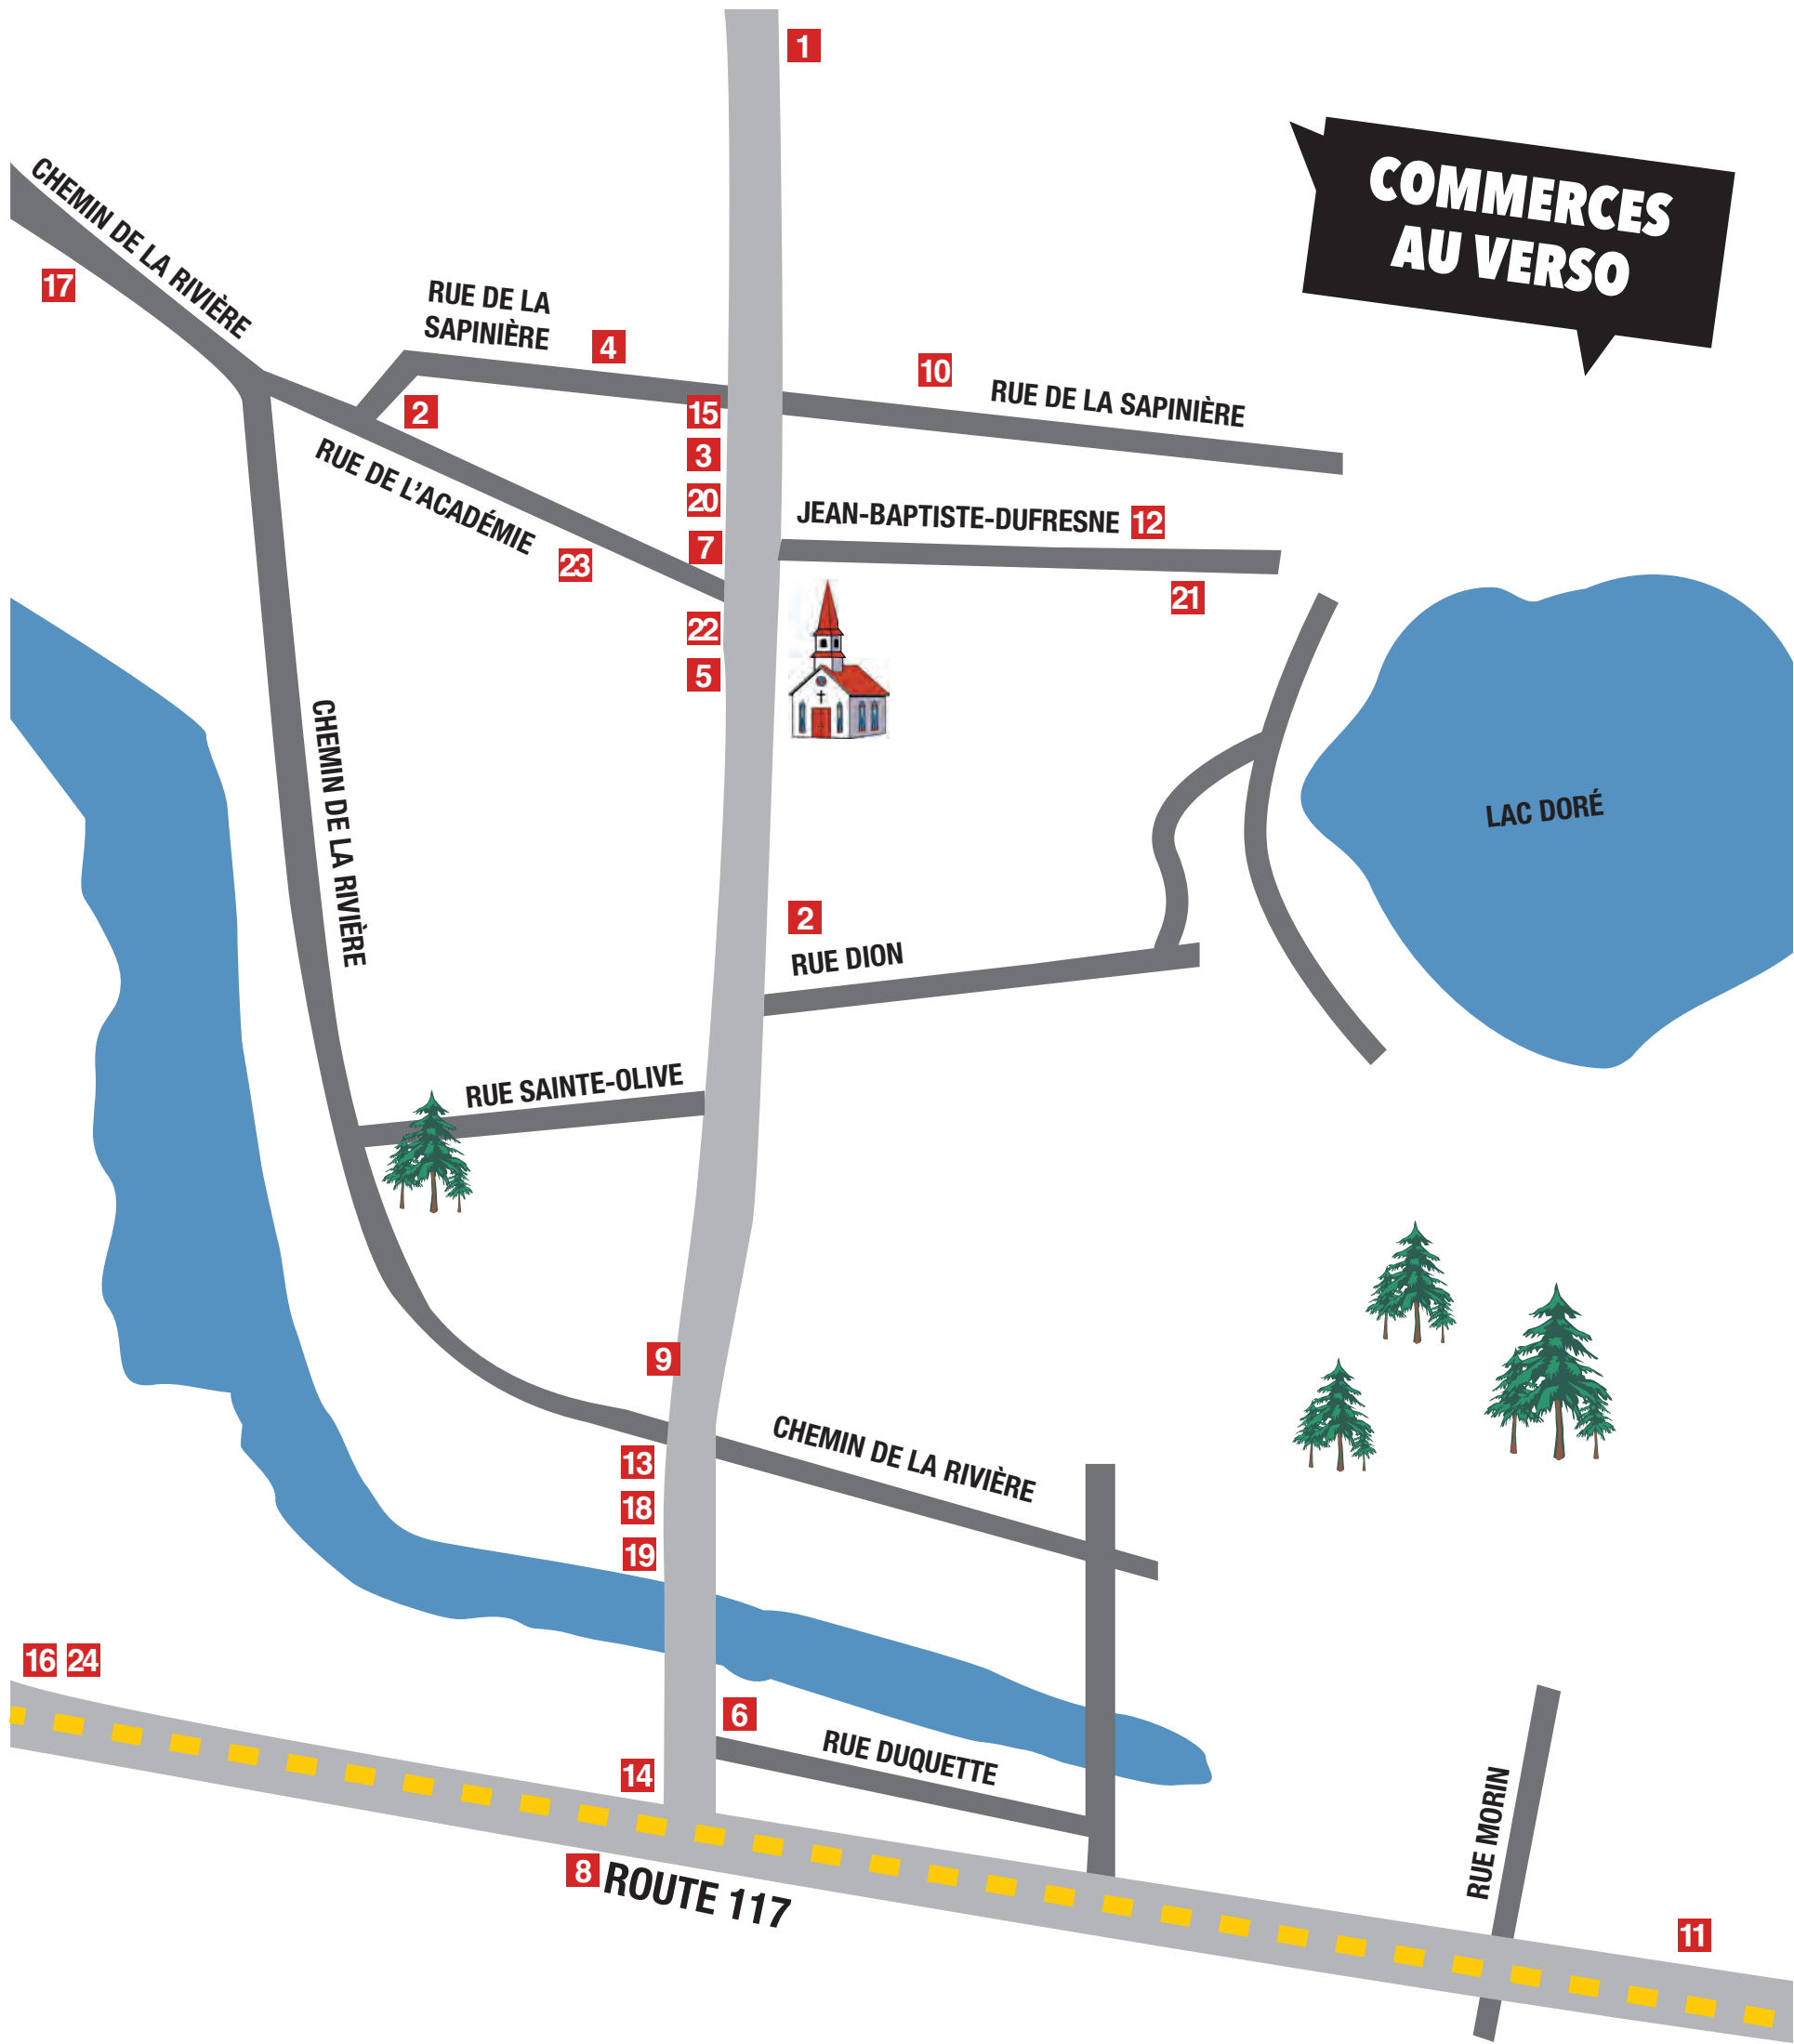 1
COMMERCES
AU VERSO
CHEMIN DE LA RIVIÈRE
17
RUE DE LA
SAPINIÈRE
4
10
RUE DE LA SAPINIÈRE
2
15
3
20
7
RUE DE L'ACADÉMIE
23
JEAN-BAPTISTE-DUFRESNE 12
21
22
5
CHEMIN DE LA RIVIÈRE
LAC DORÉ
2
RUE DION
RUE SAINTE-OLIVE
9
CHEMIN DE LA RIVIÈRE
13
18
19
16 24
6
RUE DUQUETTE
14
RUE MORIN
8 ROUTE 117
11